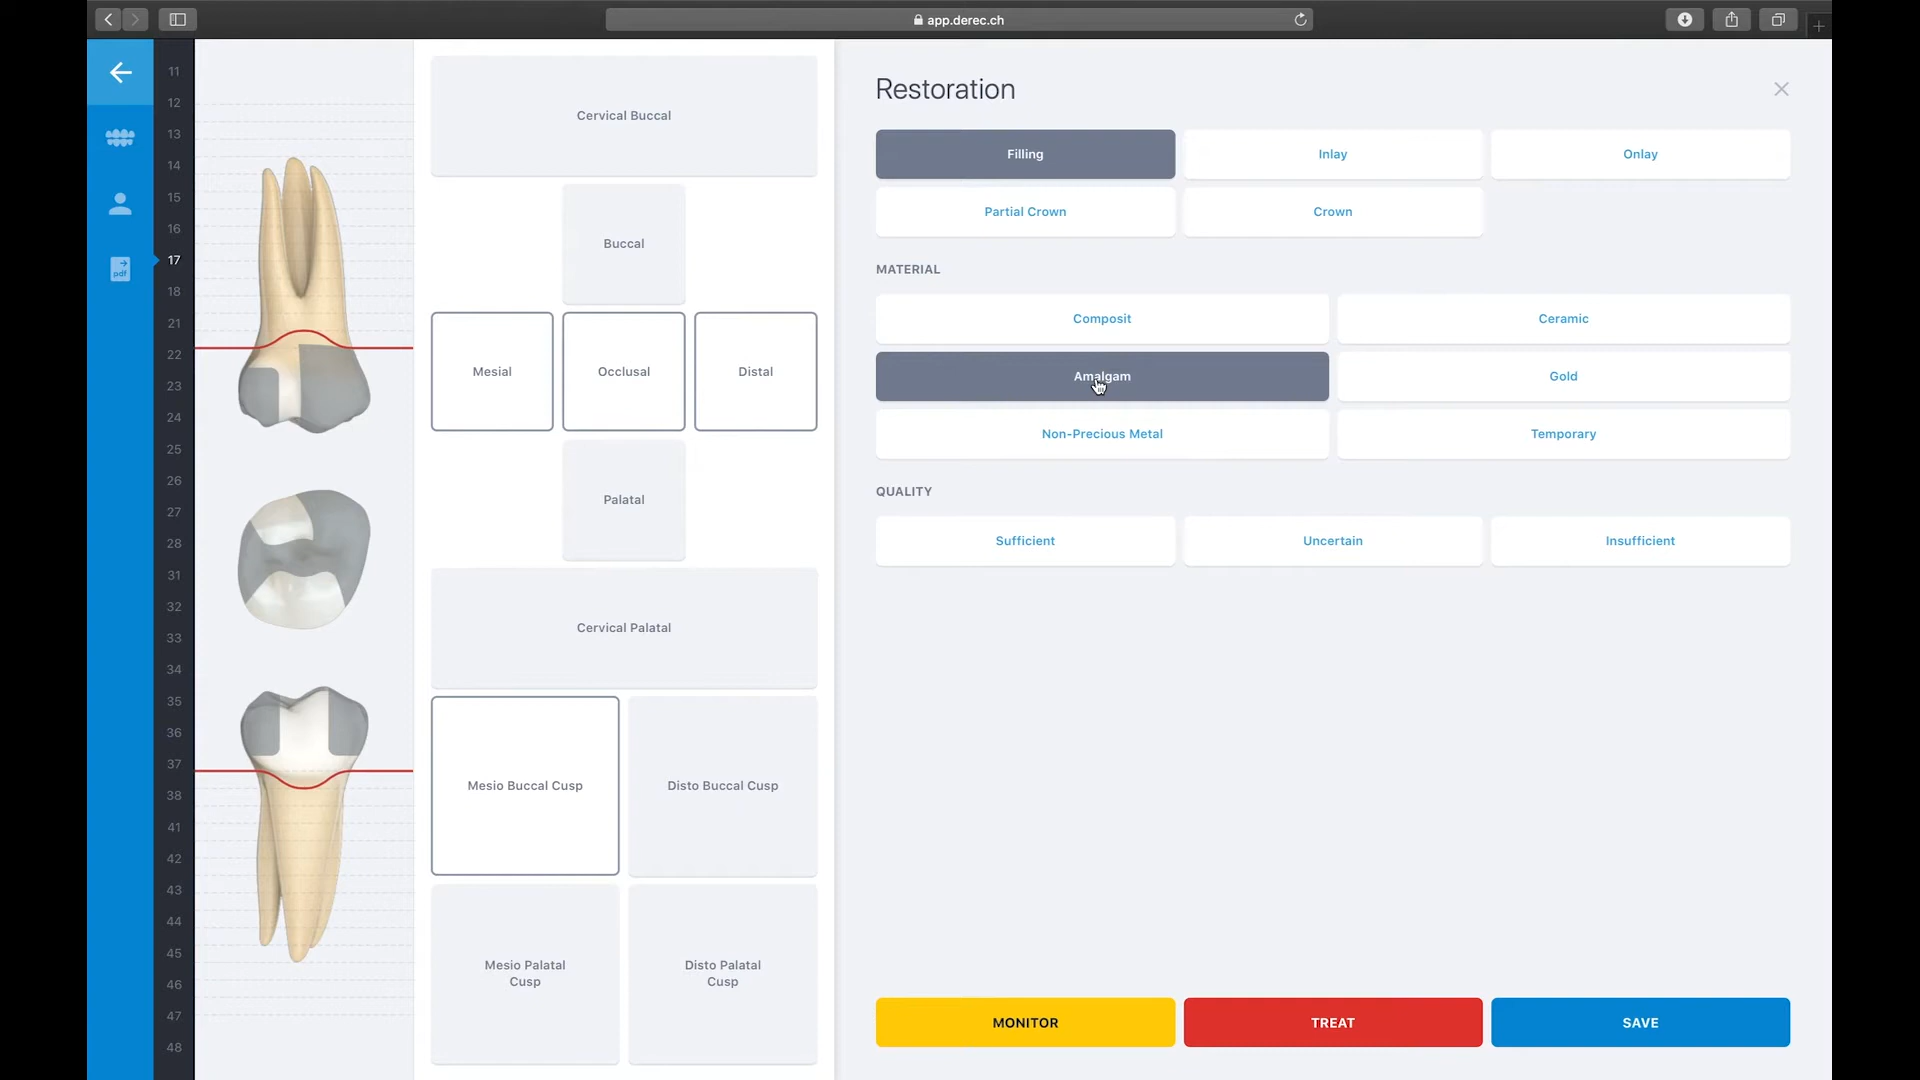 app.derec.ch
11
12
13
14
15
16
17
18
21
22
23
24
25
26
27
28
31
32
33
34
35
36
37
38
41
42
43
44
45
46
47
48
pdf
Cervical Buccal
Buccal
Mesial
Occlusal
Distal
Palatal
Cervical Palatal
Mesio Buccal Cusp
Disto Buccal Cusp
Mesio Palatal
Cusp
Disto Palatal
Cusp
Restoration
Filling
Inlay
Onlay
Partial Crown
Crown
MATERIAL
Composit
Ceramic
Amalgam
Gold
Non-Precious Metal
Temporary
QUALITY
Sufficient
Uncertain
Insufficient
MONITOR
TREAT
SAVE